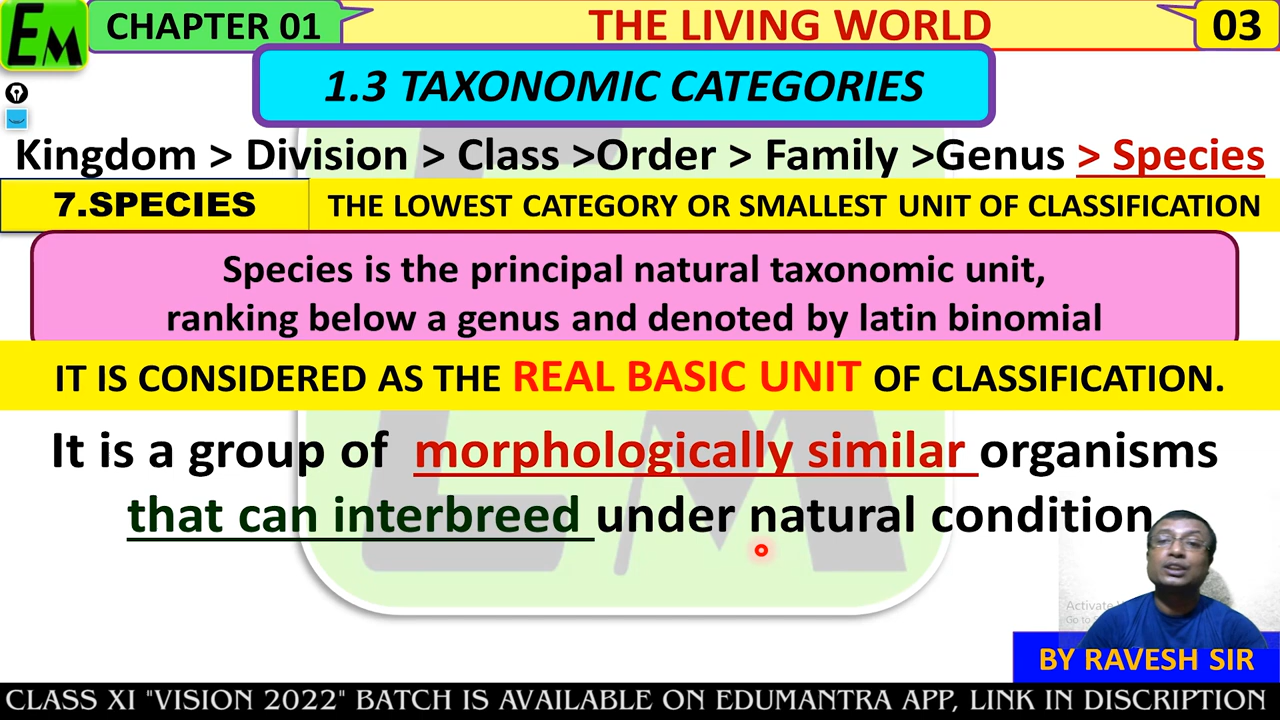 EM
CHAPTER 01
THE LIVING WORLD
03
1.3 TAXONOMIC CATEGORIES
Kingdom > Division > Class >Order > Family >Genus > Species
7.SPECIES
THE LOWEST CATEGORY OR SMALLEST UNIT OF CLASSIFICATION
Species is the principal natural taxonomic unit,
ranking below a genus and denoted by latin binomial
IT IS CONSIDERED AS THE REAL BASIC UNIT OF CLASSIFICATION.
It is a group of morphologically similar organisms
that can interbreed under natural condition
Activate
Go to
BY RAVESH SIR
CLASS XI "VISION 2022" BATCH IS AVAILABLE ON EDUMANTRA APP, LINK IN DISCRIPTION